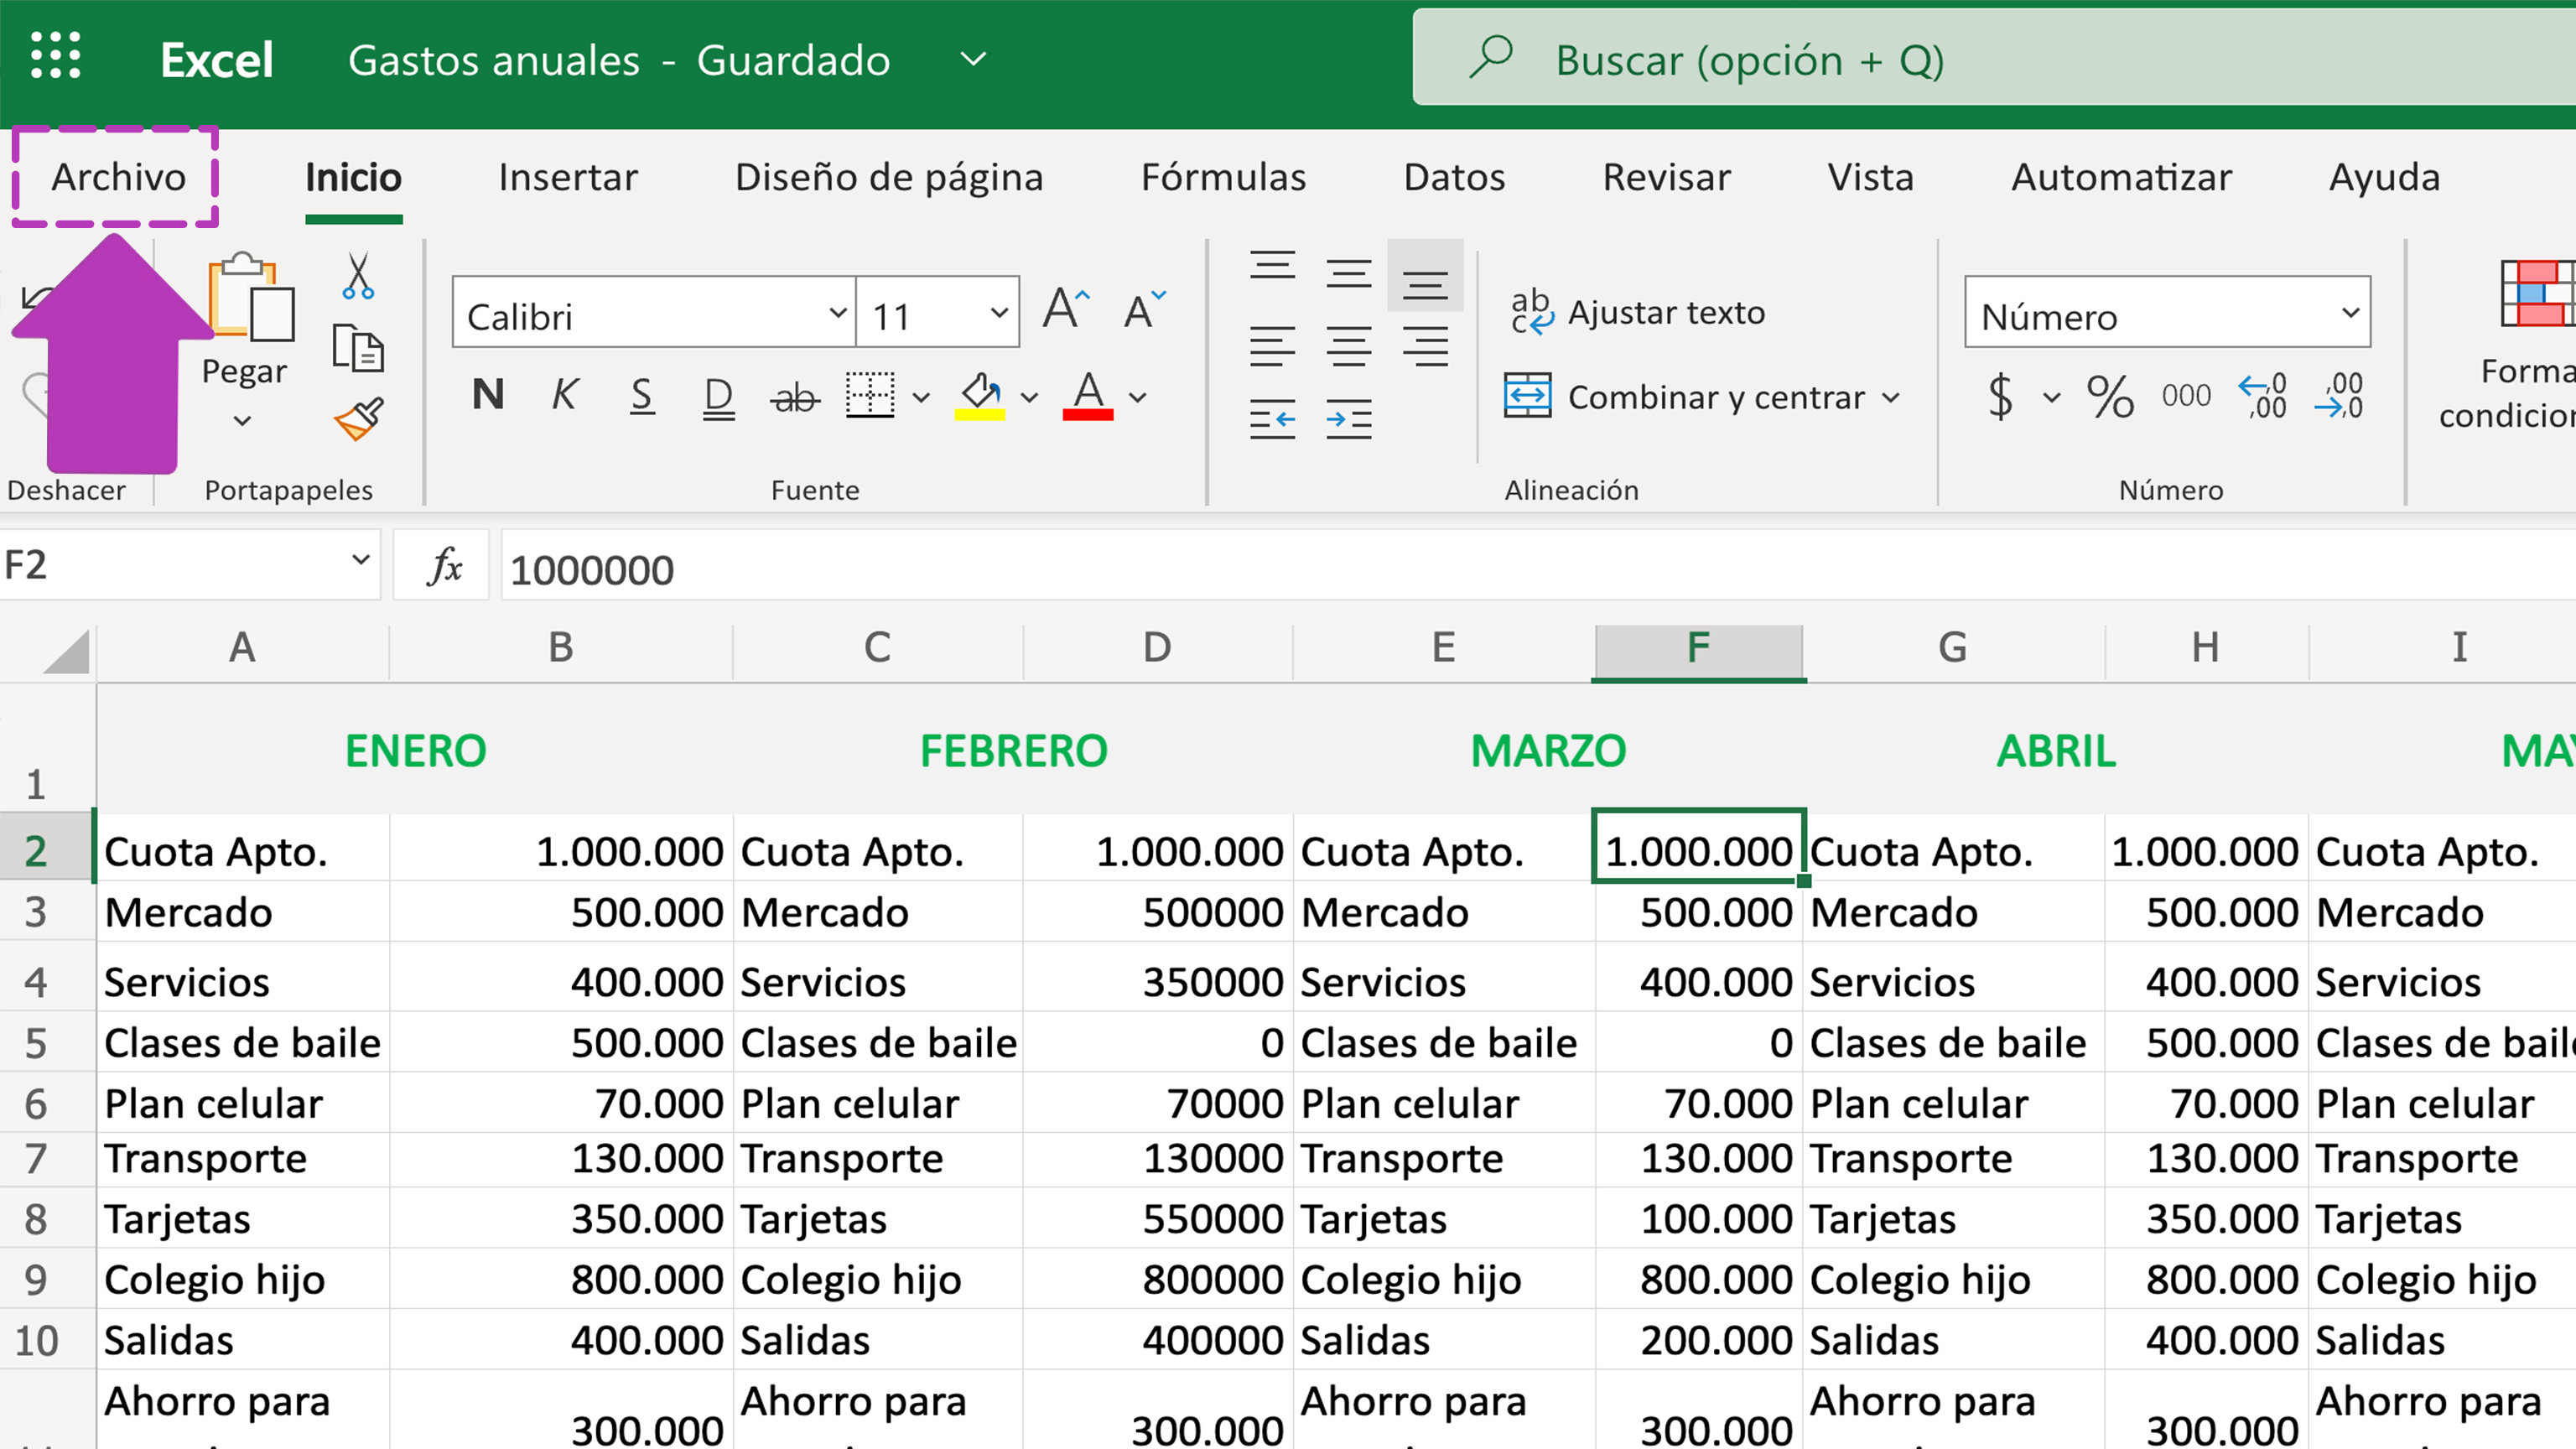 Excel Gastos anuales - Guardado Buscar (opción + Q)
Archivo Inicio Insertar Diseño de página Fórmulas Datos Revisar Vista Automatizar Ayuda
Calibri 11 Ajustar texto Número
Pegar N K S D ab A Combinar y centrar $ % 000
Deshacer Portapapeles Fuente Alineación Número
F2 fx 1000000
A B C D E F G H I
1 ENERO FEBRERO MARZO ABRIL
2 Cuota Apto. 1.000.000 Cuota Apto. 1.000.000 Cuota Apto. 1.000.000 Cuota Apto. 1.000.000 Cuota Apto.
3 Mercado 500.000 Mercado 500000 Mercado 500.000 Mercado 500.000 Mercado
4 Servicios 400.000 Servicios 350000 Servicios 400.000 Servicios 400.000 Servicios
5 Clases de baile 500.000 Clases de baile 0 Clases de baile 0 Clases de baile 500.000 Clases de
6 Plan celular 70.000 Plan celular 70000 Plan celular 70.000 Plan celular 70.000 Plan celular
7 Transporte 130.000 Transporte 130000 Transporte 130.000 Transporte 130.000 Transporte
8 Tarjetas 350.000 Tarjetas 550000 Tarjetas 100.000 Tarjetas 350.000 Tarjetas
9 Colegio hijo 800.000 Colegio hijo 800000 Colegio hijo 800.000 Colegio hijo 800.000 Colegio hijo
10 Salidas 400.000 Salidas 400000 Salidas 200.000 Salidas 400.000 Salidas
Ahorro para 300.000 Ahorro para 300.000 Ahorro para 300.000 Ahorro para 300.000 Ahorro para